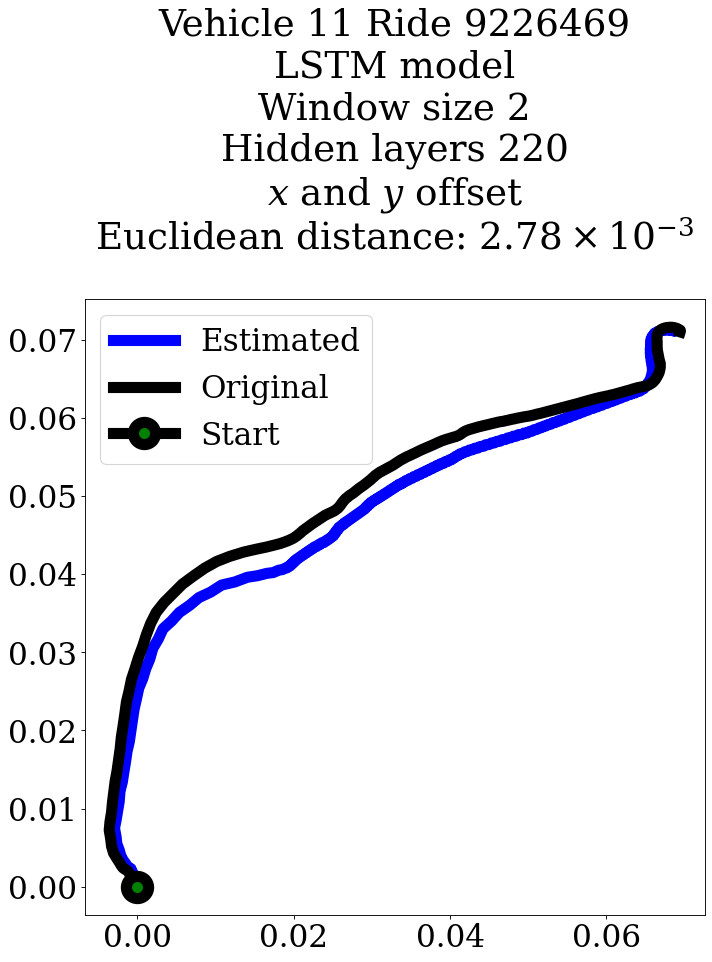 Vehicle 11 Ride 9226469
LSTM model
Window size 2
Hidden layers 220
x and y offset
Euclidean distance: 2.78 × 10⁻³
Estimated
Original
Start
0.07
0.06
0.05
0.04
0.03
0.02
0.01
0.00
0.00 0.02 0.04 0.06